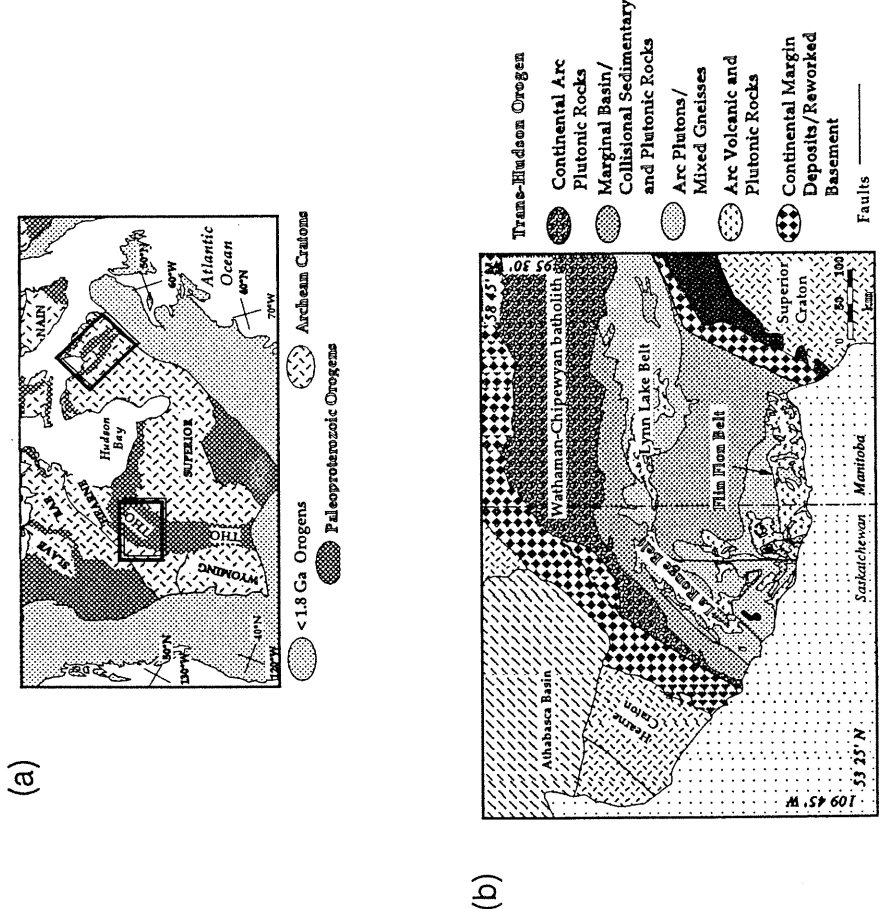 (a)
NAIN
SLAVE
RAE
HEARNE
Hudson
Bay
THO
SUPERIOR
THO
WYOMING
Atlantic
Ocean
50°N
60°W
60°N
70°W
50°N
130°W
40°N
120°W
< 1.8 Ga Orogens
Archean Cratons
Paleoproterozoic Orogens
(b)
58 45' N
95 30' W
Athabasca Basin
Wathaman-Chipewyan batholith
Lynn Lake Belt
Hearne
Craton
La Ronge Belt
Flin Flon Belt
Superior
Craton
0 50 100
km
Saskatchewan
Manitoba
109 45' W
53 25' N
Trans-Hudson Orogen
Continental Arc
Plutonic Rocks
Marginal Basin/
Collisional Sedimentary
and Plutonic Rocks
Arc Plutons/
Mixed Gneisses
Arc Volcanic and
Plutonic Rocks
Continental Margin
Deposits/Reworked
Basement
Faults